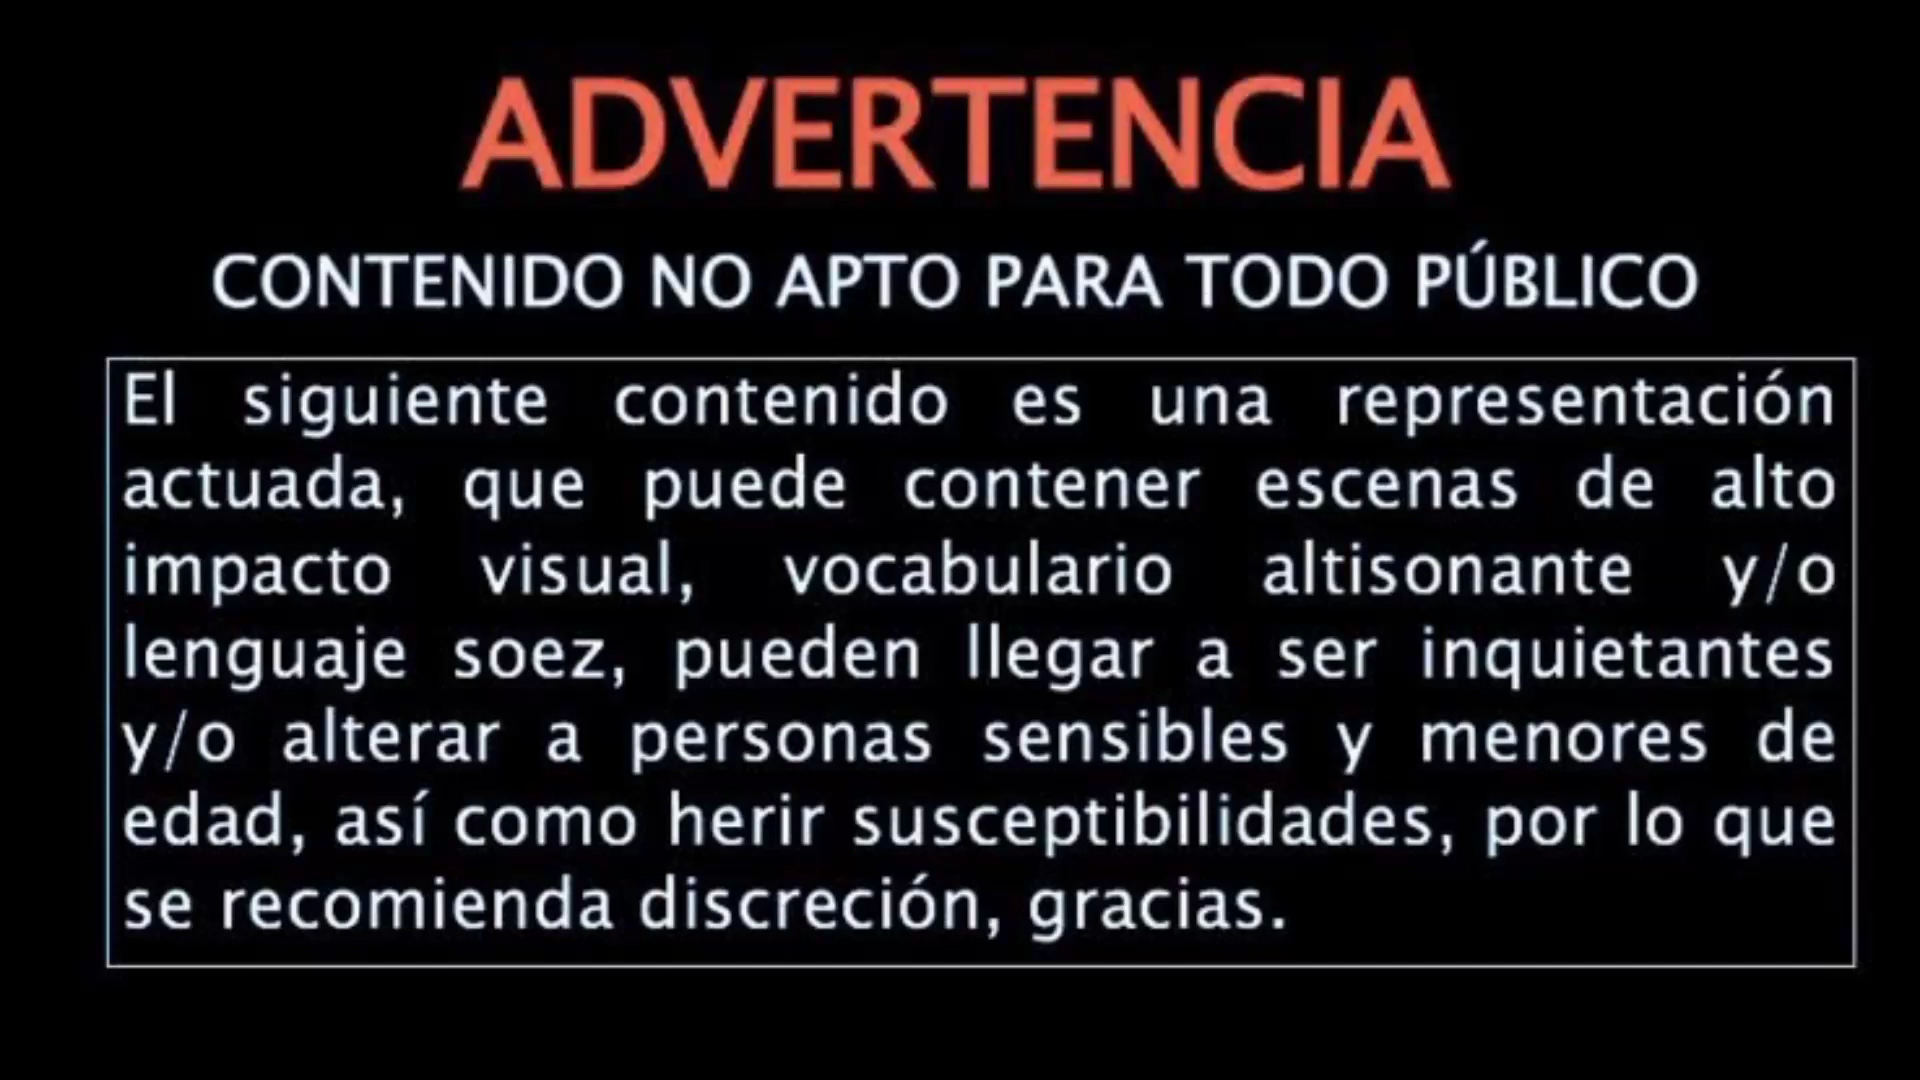 ADVERTENCIA
CONTENIDO NO APTO PARA TODO PÚBLICO
El siguiente contenido es una representación
actuada, que puede contener escenas de alto
impacto visual, vocabulario altisonante y/o
lenguaje soez, pueden llegar a ser inquietantes
y/o alterar a personas sensibles y menores de
edad, así como herir susceptibilidades, por lo que
se recomienda discreción, gracias.